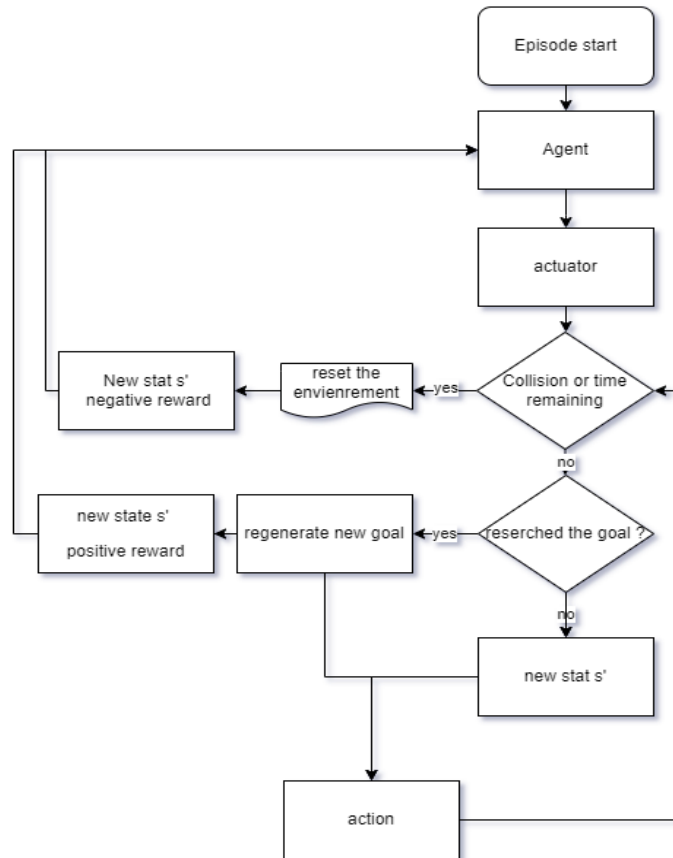 Episode start
Agent
actuator
Collision or time
remaining
yes
reset the
envienrement
New stat s'
negative reward
no
reserched the goal ?
yes
regenerate new goal
new state s'
positive reward
no
new stat s'
action